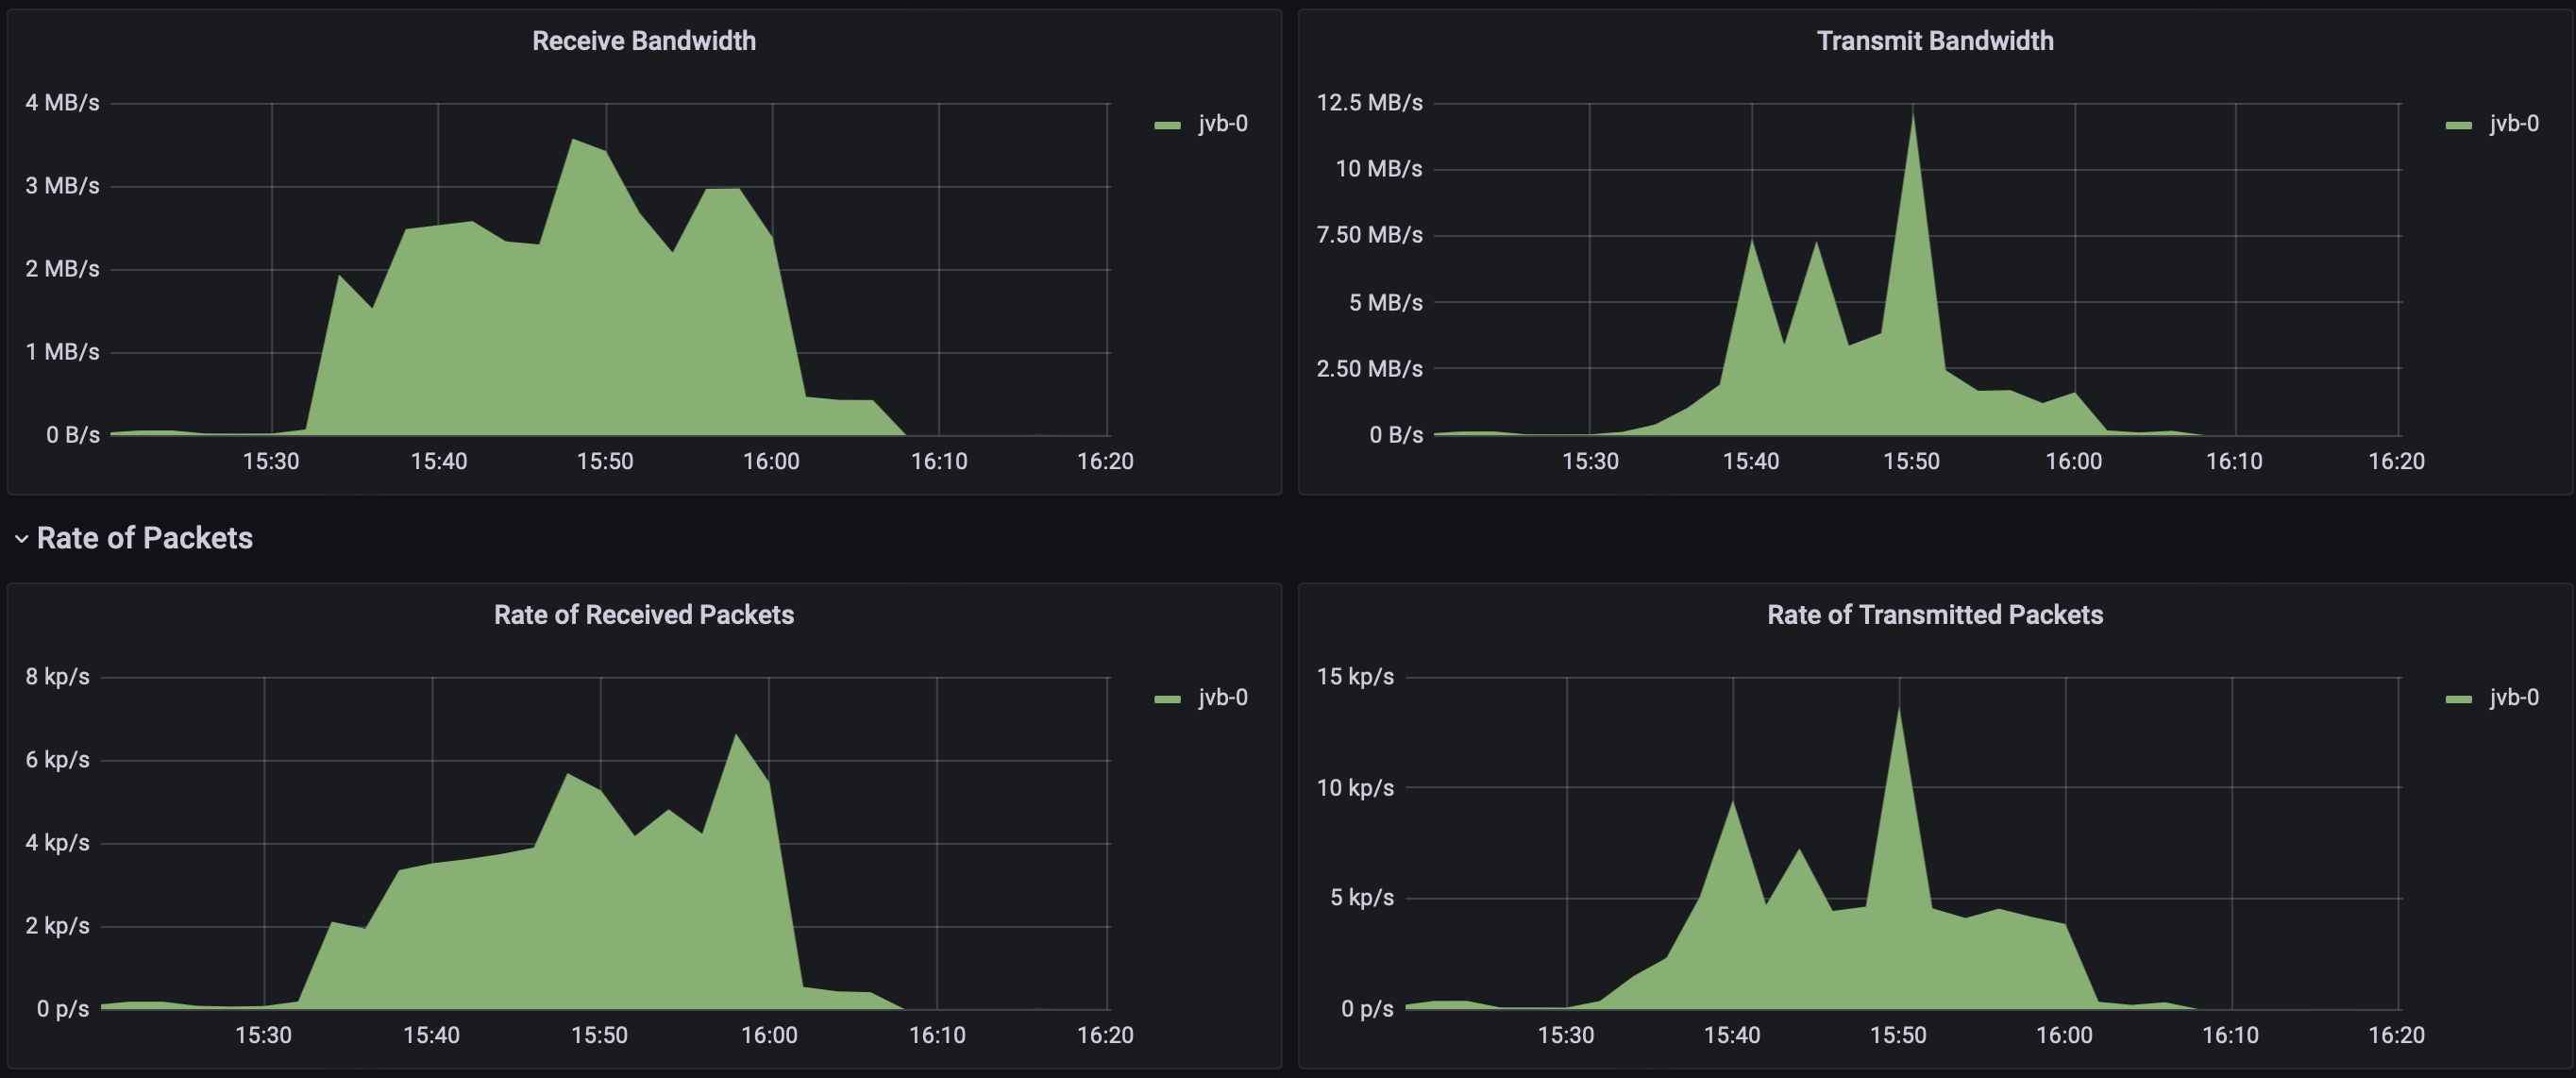 Receive Bandwidth
4 MB/s
3 MB/s
2 MB/s
1 MB/s
0 B/s
15:30 15:40 15:50 16:00 16:10 16:20
jvb-0
Transmit Bandwidth
12.5 MB/s
10 MB/s
7.50 MB/s
5 MB/s
2.50 MB/s
0 B/s
15:30 15:40 15:50 16:00 16:10 16:20
jvb-0
Rate of Packets
Rate of Received Packets
8 kp/s
6 kp/s
4 kp/s
2 kp/s
0 p/s
15:30 15:40 15:50 16:00 16:10 16:20
jvb-0
Rate of Transmitted Packets
15 kp/s
10 kp/s
5 kp/s
0 p/s
15:30 15:40 15:50 16:00 16:10 16:20
jvb-0